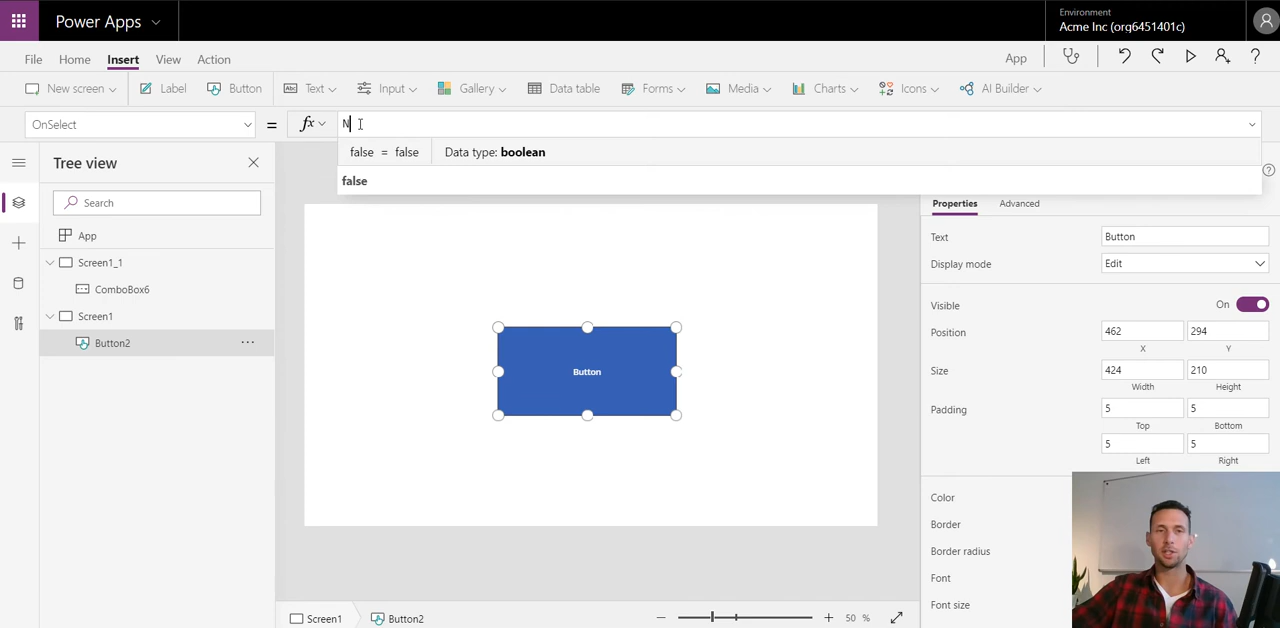 Power Apps
Environment
Acme Inc (org6451401c)
File Home Insert View Action App
New screen Label Button Text Input Gallery Data table Forms Media Charts Icons AI Builder
OnSelect = fx N
false = false Data type: boolean
false
Tree view
Search
App
Screen1_1
ComboBox6
Screen1
Button2
Button
Properties Advanced
Text Button
Display mode Edit
Visible On
Position 462 294
X Y
Size 424 210
Width Height
Padding 5 5
Top Bottom
5 5
Left Right
Color
Border
Border radius
Font
Font size
Screen1 Button2 50 %